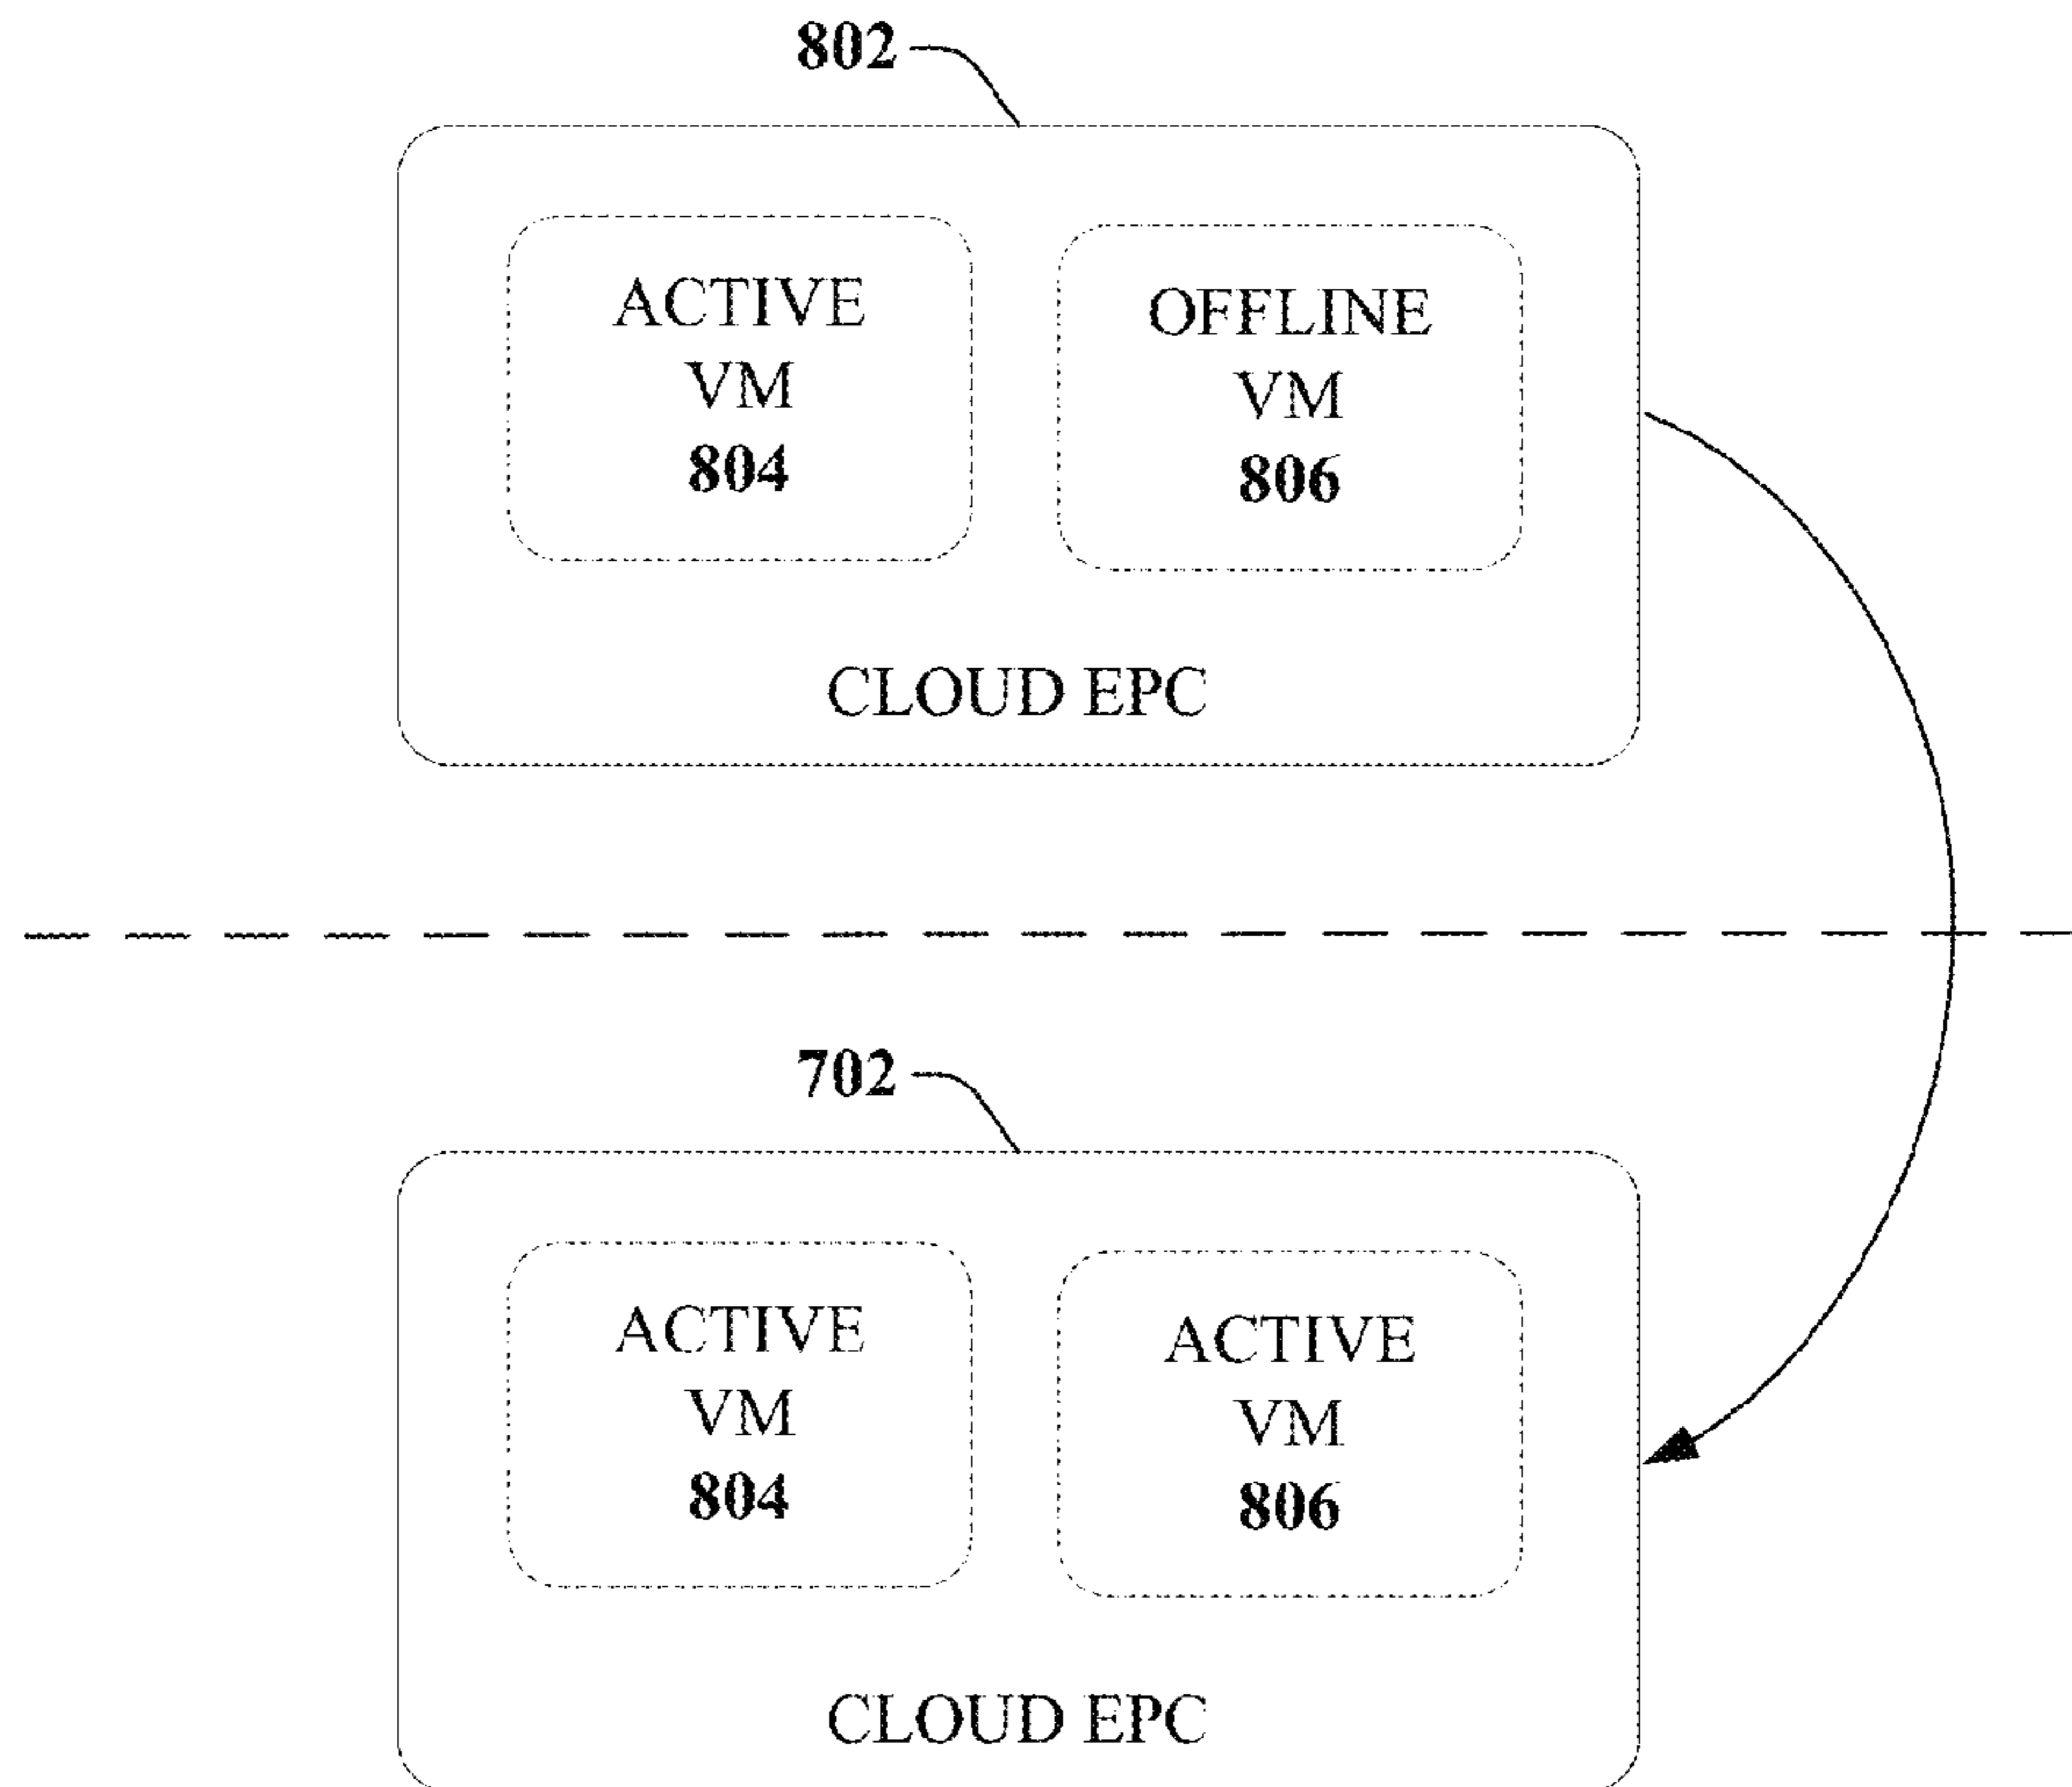 802
ACTIVE
VM
804
OFFLINE
VM
806
CLOUD EPC
702
ACTIVE
VM
804
ACTIVE
VM
806
CLOUD EPC